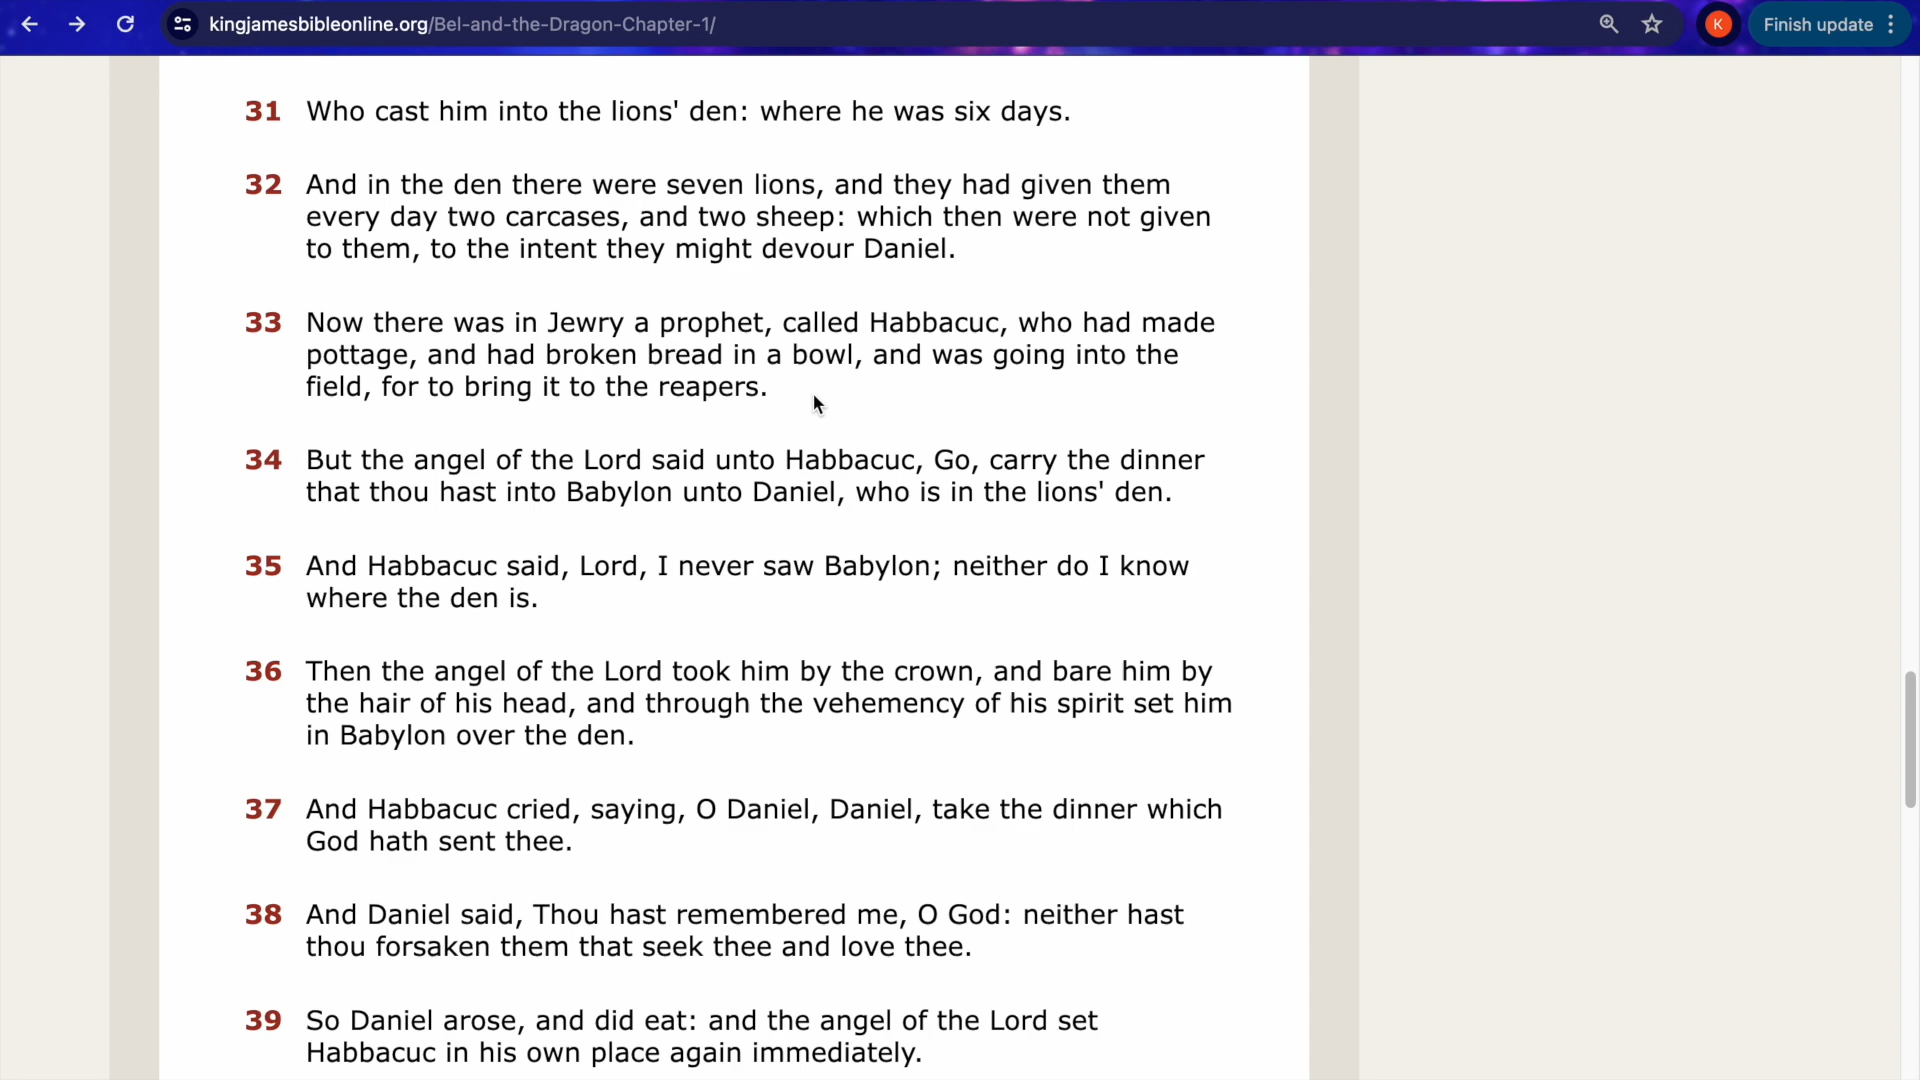 kingjamesbibleonline.org/Bel-and-the-Dragon-Chapter-1/
K
Finish update
31 Who cast him into the lions' den: where he was six days.
32 And in the den there were seven lions, and they had given them
every day two carcases, and two sheep: which then were not given
to them, to the intent they might devour Daniel.
33 Now there was in Jewry a prophet, called Habbacuc, who had made
pottage, and had broken bread in a bowl, and was going into the
field, for to bring it to the reapers.
34 But the angel of the Lord said unto Habbacuc, Go, carry the dinner
that thou hast into Babylon unto Daniel, who is in the lions' den.
35 And Habbacuc said, Lord, I never saw Babylon; neither do I know
where the den is.
36 Then the angel of the Lord took him by the crown, and bare him by
the hair of his head, and through the vehemency of his spirit set him
in Babylon over the den.
37 And Habbacuc cried, saying, O Daniel, Daniel, take the dinner which
God hath sent thee.
38 And Daniel said, Thou hast remembered me, O God: neither hast
thou forsaken them that seek thee and love thee.
39 So Daniel arose, and did eat: and the angel of the Lord set
Habbacuc in his own place again immediately.